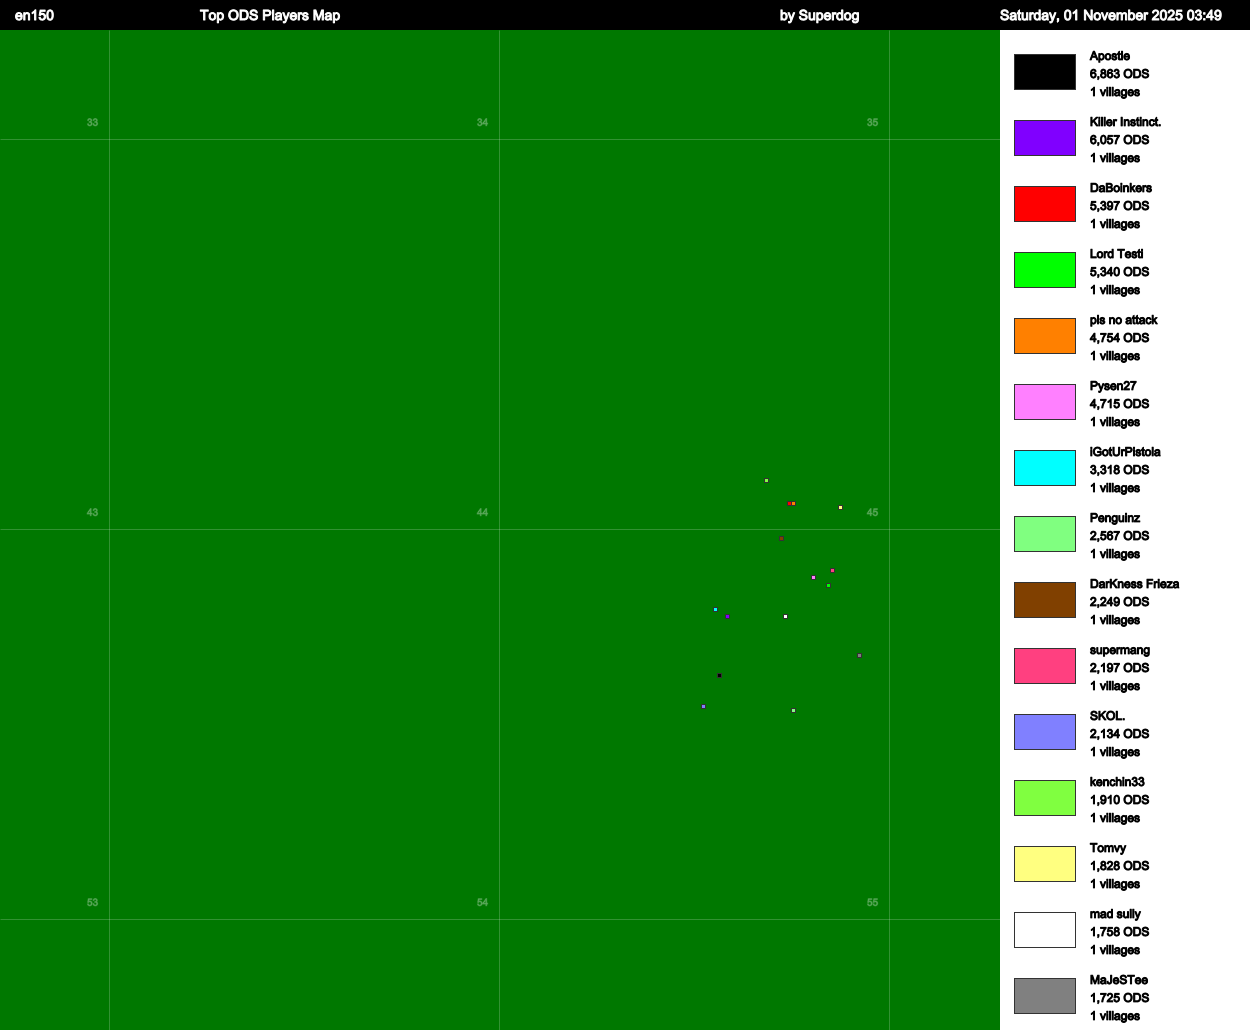 en150 Top ODS Players Map by Superdog Saturday, 01 November 2025 03:49
33 34 35
43 44 45
53 54 55
Apostle
6,863 ODS
1 villages
Killer Instinct.
6,057 ODS
1 villages
DaBoinkers
5,397 ODS
1 villages
Lord Testi
5,340 ODS
1 villages
pls no attack
4,754 ODS
1 villages
Pysen27
4,715 ODS
1 villages
iGotUrPistola
3,318 ODS
1 villages
Penguinz
2,567 ODS
1 villages
DarKness Frieza
2,249 ODS
1 villages
supermang
2,197 ODS
1 villages
SKOL.
2,134 ODS
1 villages
kenchin33
1,910 ODS
1 villages
Tomvy
1,828 ODS
1 villages
mad sully
1,758 ODS
1 villages
MaJeSTee
1,725 ODS
1 villages